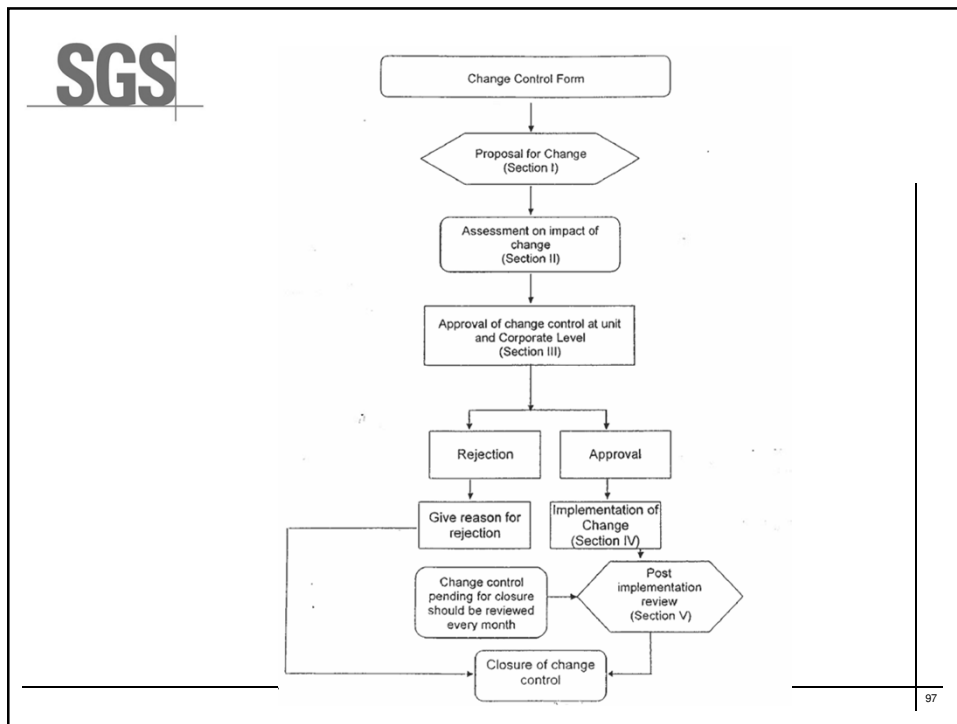 SGS
Change Control Form
Proposal for Change
(Section I)
Assessment on impact of
change
(Section II)
Approval of change control at unit
and Corporate Level
(Section III)
Rejection
Approval
Give reason for
rejection
Implementation of
Change
(Section IV)
Change control
pending for closure
should be reviewed
every month
Post
implementation
review
(Section V)
Closure of change
control
97